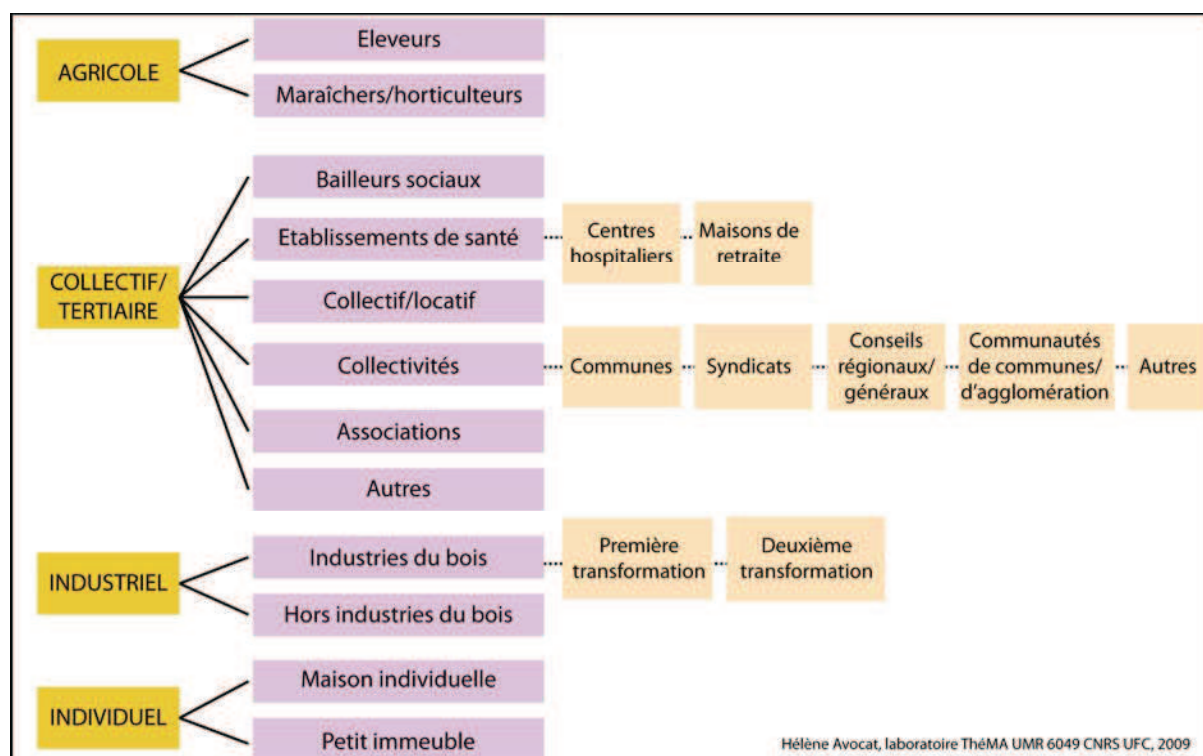 AGRICOLE
Eleveurs
Maraîchers/horticulteurs
COLLECTIF/
TERTIAIRE
Bailleurs sociaux
Etablissements de santé
Centres
hospitaliers
Maisons de
retraite
Collectif/locatif
Collectivités
Communes
Syndicats
Conseils
régionaux/
généraux
Communautés
de communes/
d'agglomération
Autres
Associations
Autres
INDUSTRIEL
Industries du bois
Première
transformation
Deuxième
transformation
Hors industries du bois
INDIVIDUEL
Maison individuelle
Petit immeuble
Hélène Avocat, laboratoire ThéMA UMR 6049 CNRS UFC, 2009